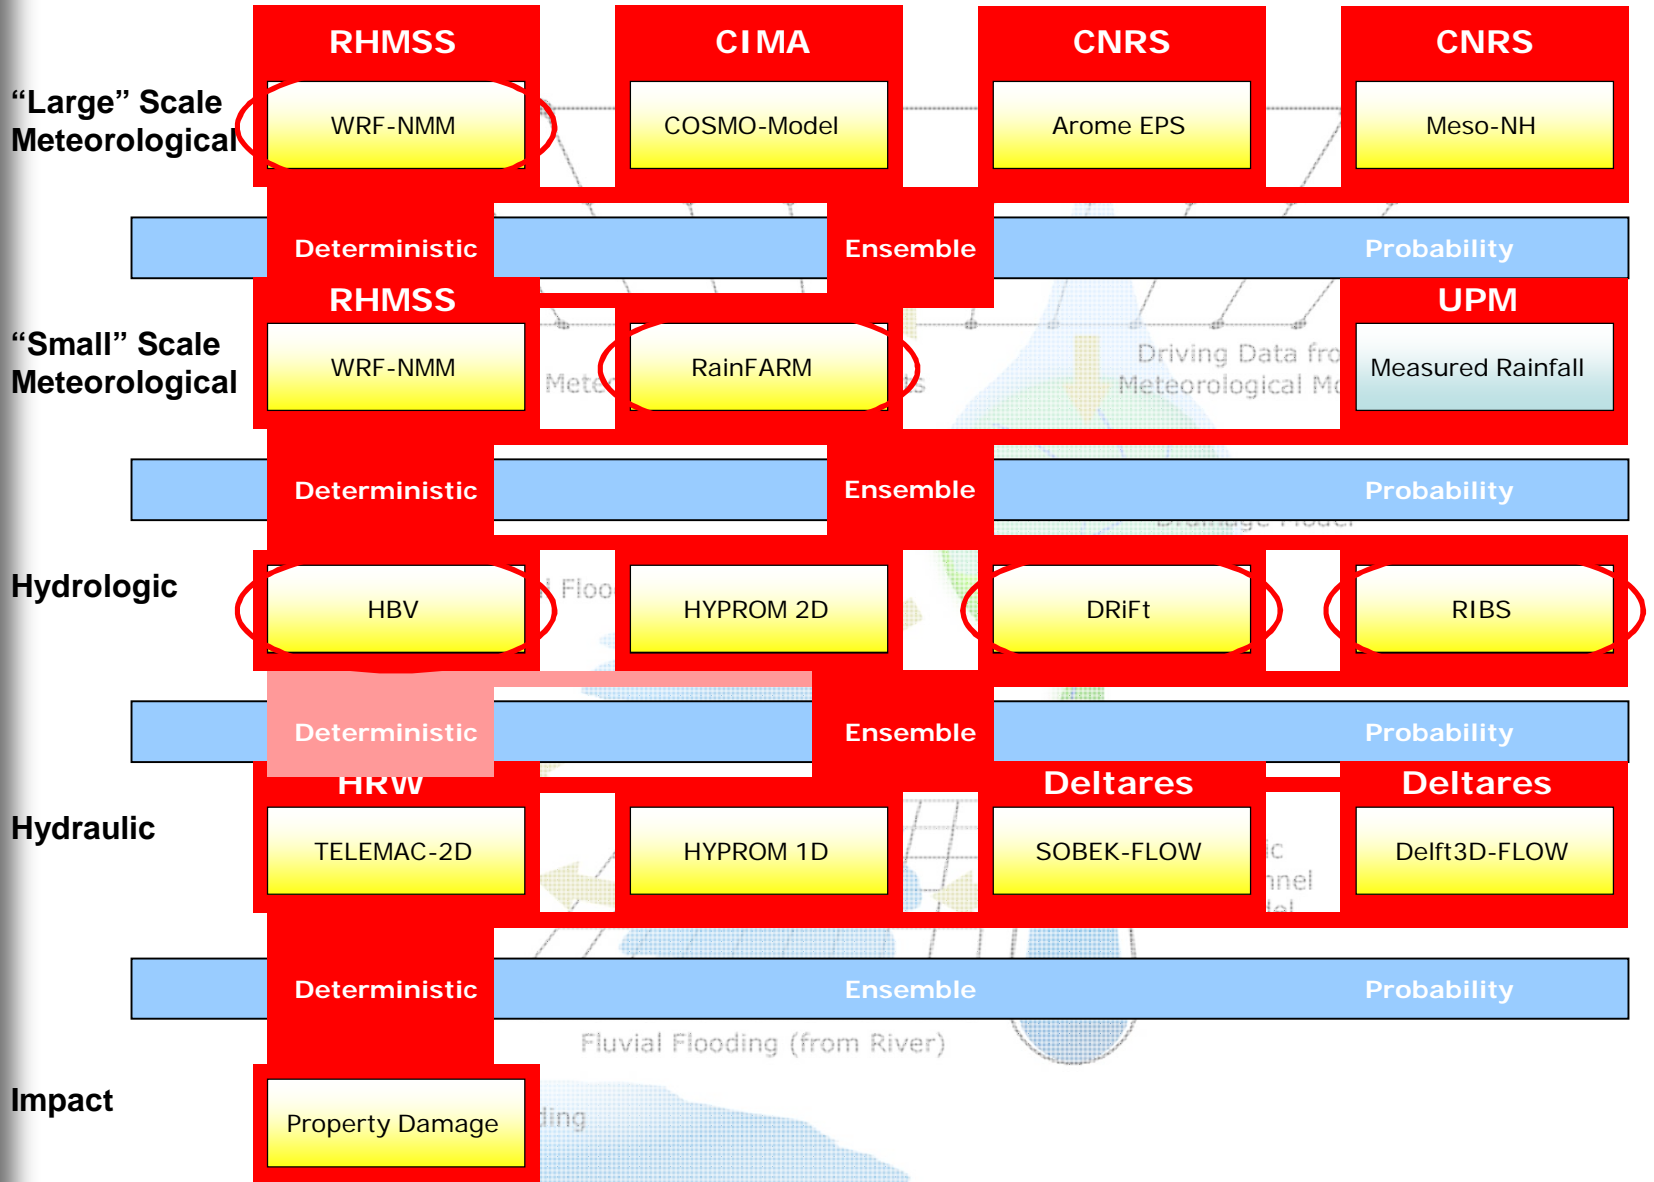 RHMSS CIMA CNRS CNRS
“Large” Scale
Meteorological
WRF-NMM COSMO-Model Arome EPS Meso-NH
Deterministic Ensemble Probability
RHMSS UPM
“Small” Scale
Meteorological
WRF-NMM RainFARM Measured Rainfall
Driving Data
Meteorological
Deterministic Ensemble Probability
Hydrologic
HBV HYPROM 2D DRiFt RIBS
Deterministic Ensemble Probability
HRW Deltares Deltares
Hydraulic
TELEMAC-2D HYPROM 1D SOBEK-FLOW Delft3D-FLOW
Deterministic Ensemble Probability
Fluvial Flooding (from River)
Impact
Property Damage